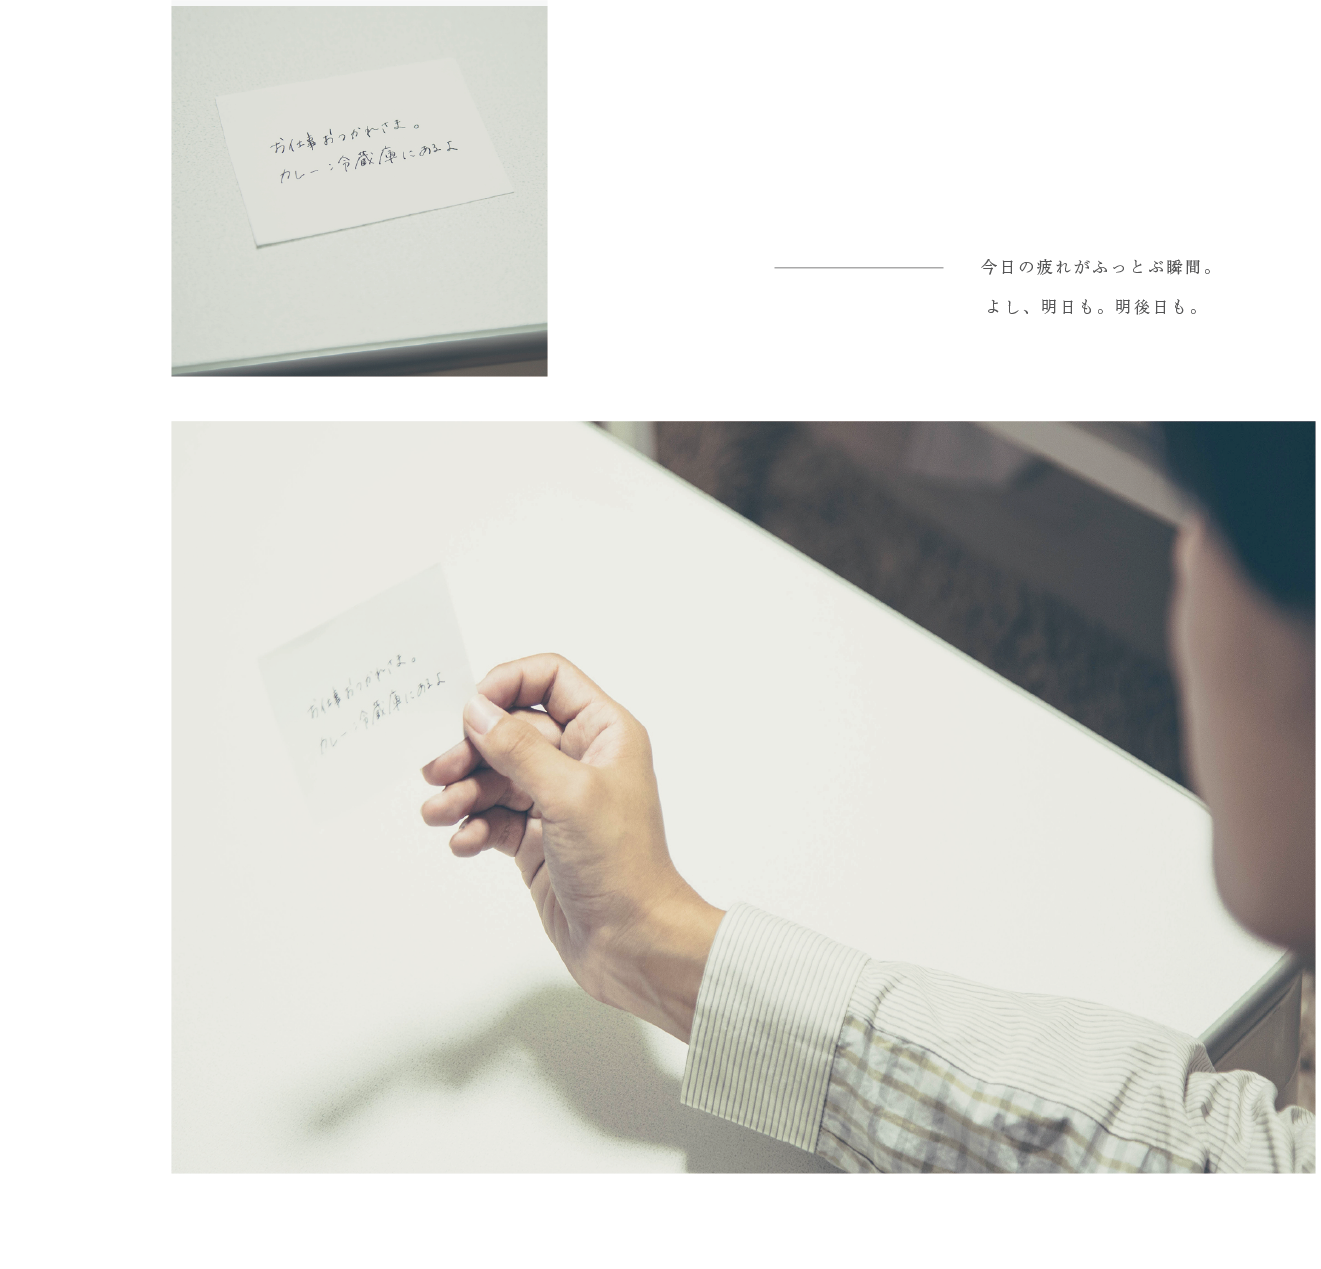 お仕事おつかれさま。
カレー:冷蔵庫にあるよ
今日の疲れがふっとぶ瞬間。
よし、明日も。明後日も。
お仕事おつかれさま。
カレー:冷蔵庫にあるよ